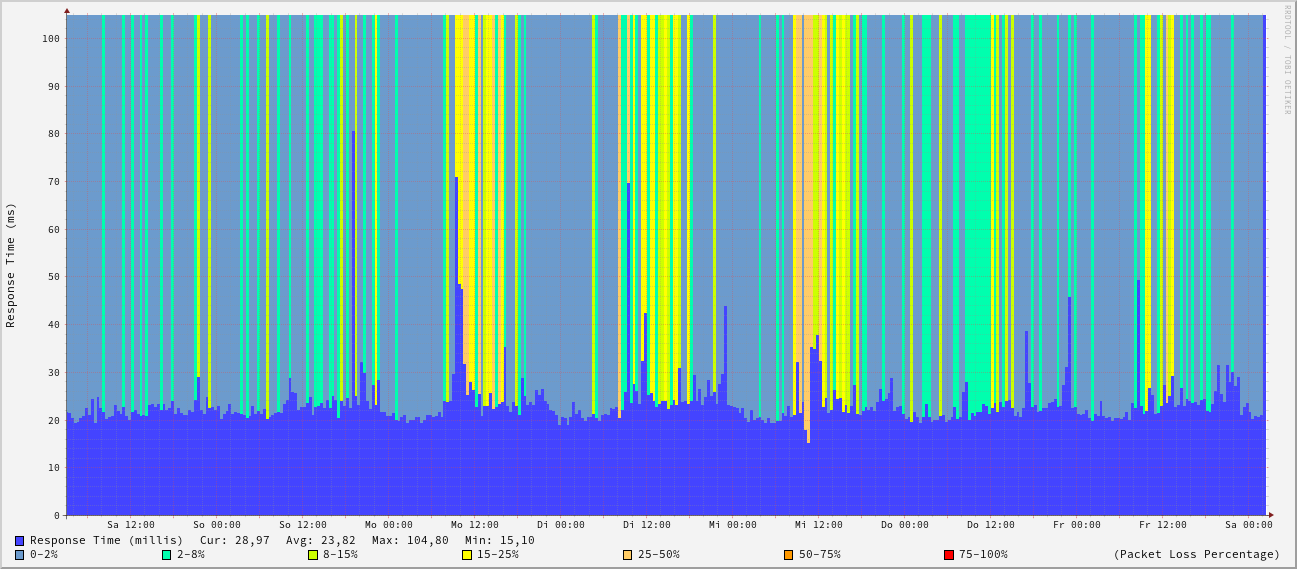 RRDTOOL / TOBI OETIKER
Response Time (ms)
100
90
80
70
60
50
40
30
20
10
0
Sa 12:00 So 00:00 So 12:00 Mo 00:00 Mo 12:00 Di 00:00 Di 12:00 Mi 00:00 Mi 12:00 Do 00:00 Do 12:00 Fr 00:00 Fr 12:00 Sa 00:00
Response Time (millis) Cur: 28,97 Avg: 23,82 Max: 104,80 Min: 15,10
0-2% 2-8% 8-15% 15-25% 25-50% 50-75% 75-100% (Packet Loss Percentage)